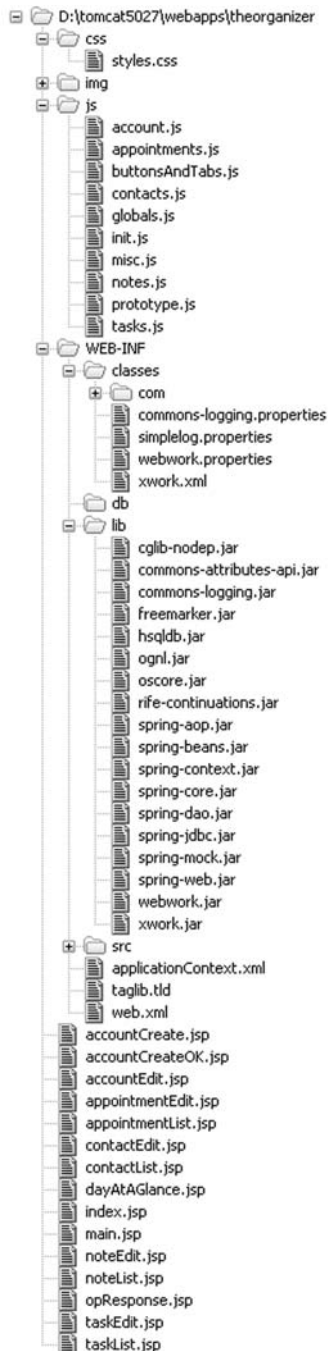 D:\tomcat5027\webapps\theorganizer
css
styles.css
img
js
account.js
appointments.js
buttonsAndTabs.js
contacts.js
globals.js
init.js
misc.js
notes.js
prototype.js
tasks.js
WEB-INF
classes
com
commons-logging.properties
simplelog.properties
webwork.properties
xwork.xml
db
lib
cglib-nodep.jar
commons-attributes-api.jar
commons-logging.jar
freemarker.jar
hsqldb.jar
ognl.jar
oscore.jar
rife-continuations.jar
spring-aop.jar
spring-beans.jar
spring-context.jar
spring-core.jar
spring-dao.jar
spring-jdbc.jar
spring-mock.jar
spring-web.jar
webwork.jar
xwork.jar
src
applicationContext.xml
taglib.tld
web.xml
accountCreate.jsp
accountCreateOK.jsp
accountEdit.jsp
appointmentEdit.jsp
appointmentList.jsp
contactEdit.jsp
contactList.jsp
dayAtAGlance.jsp
index.jsp
main.jsp
noteEdit.jsp
noteList.jsp
opResponse.jsp
taskEdit.jsp
taskList.jsp